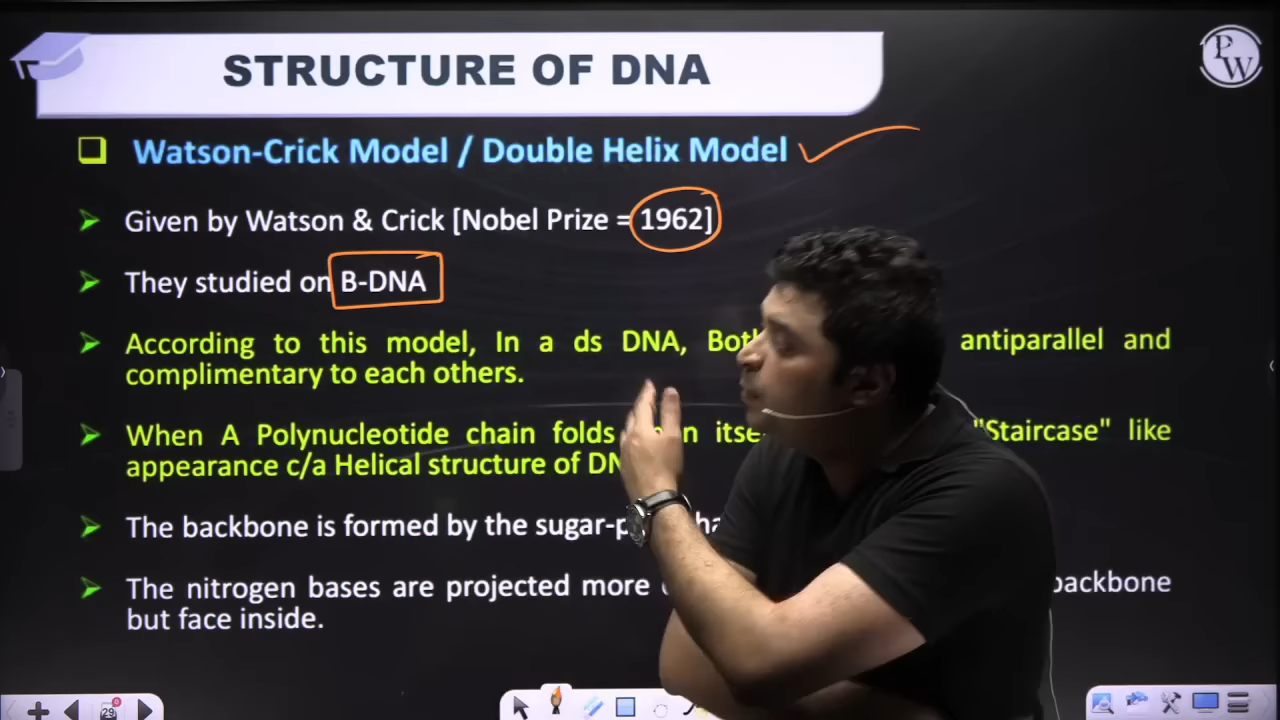 STRUCTURE OF DNA
PW
Watson-Crick Model / Double Helix Model
Given by Watson & Crick [Nobel Prize = 1962]
They studied on B-DNA
According to this model, In a ds DNA, antiparallel and
complimentary to each others.
When A Polynucleotide chain folds "Staircase" like
appearance c/a Helical structure of
The backbone is formed by the
The nitrogen bases are projected more backbone
but face inside.
29